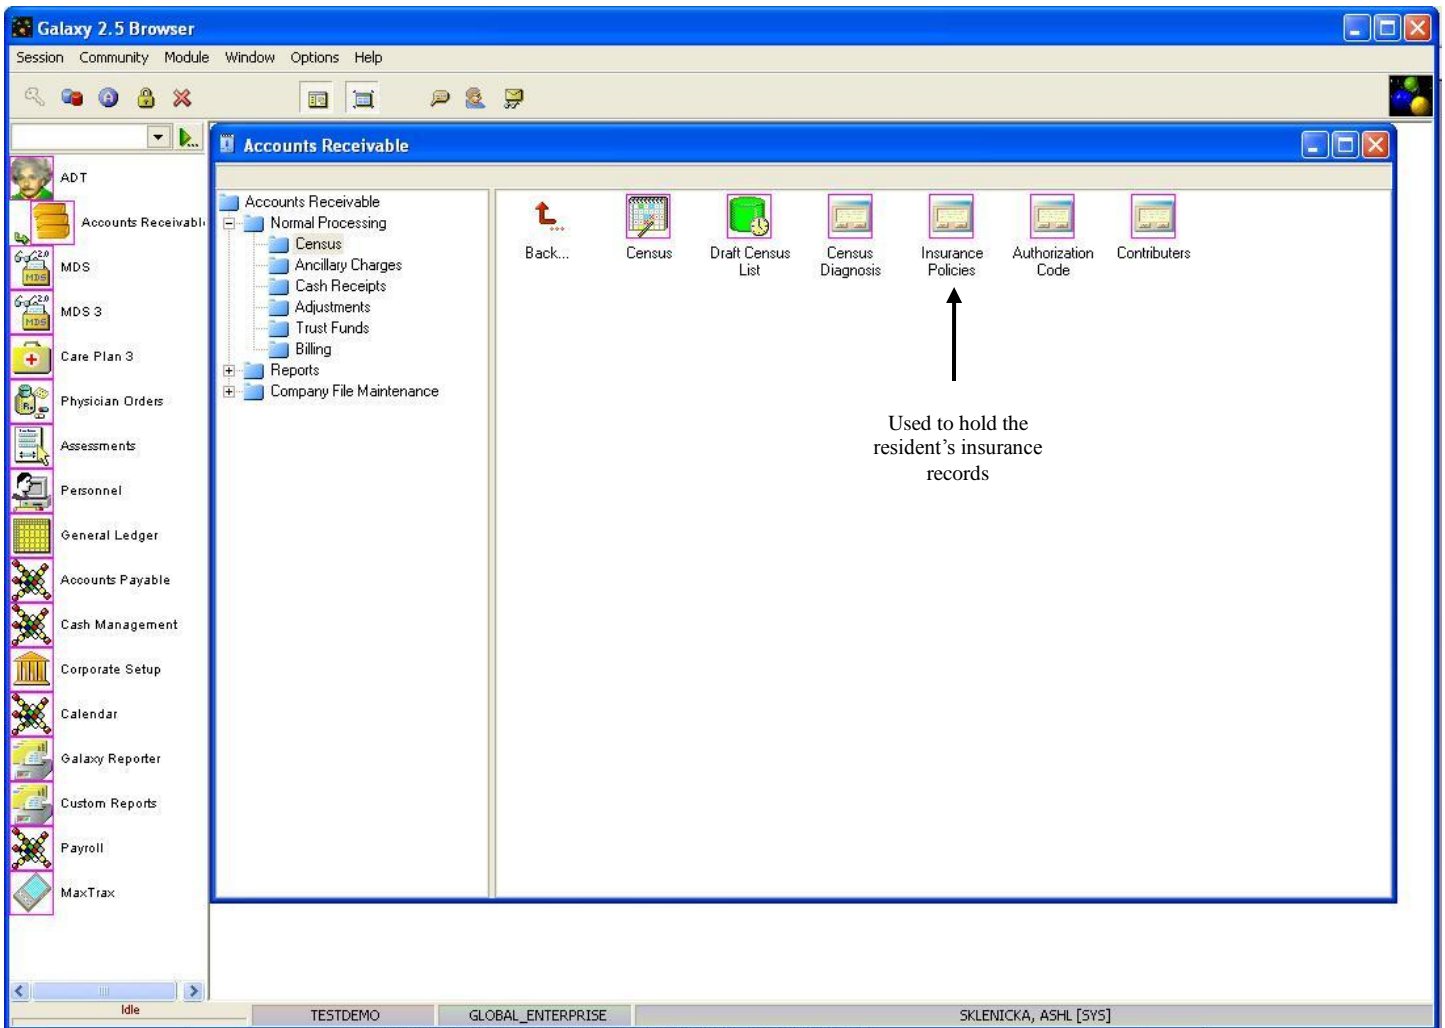 Galaxy 2.5 Browser
Session Community Module Window Options Help
Accounts Receivable
ADT
Accounts Receivabl
MDS
MDS 3
Care Plan 3
Physician Orders
Assessments
Personnel
General Ledger
Accounts Payable
Cash Management
Corporate Setup
Calendar
Galaxy Reporter
Custom Reports
Payroll
MaxTrax
Accounts Receivable
Normal Processing
Census
Ancillary Charges
Cash Receipts
Adjustments
Trust Funds
Billing
Reports
Company File Maintenance
Back...
Census
Draft Census
List
Census
Diagnosis
Insurance
Policies
Authorization
Code
Contributers
Used to hold the
resident’s insurance
records
Idle
TESTDEMO
GLOBAL_ENTERPRISE
SKLENICKA, ASHL [SYS]